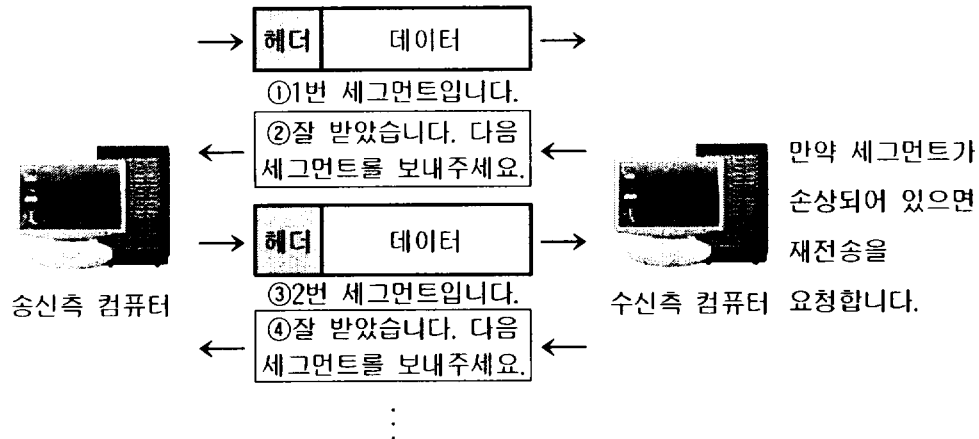 → 헤더 데이터 →
①1번 세그먼트입니다.
②잘 받았습니다. 다음
세그먼트를 보내주세요.
← ←
→ 헤더 데이터 →
③2번 세그먼트입니다.
④잘 받았습니다. 다음
세그먼트를 보내주세요.
← ←
⋮
송신측 컴퓨터
수신측 컴퓨터
만약 세그먼트가
손상되어 있으면
재전송을
요청합니다.